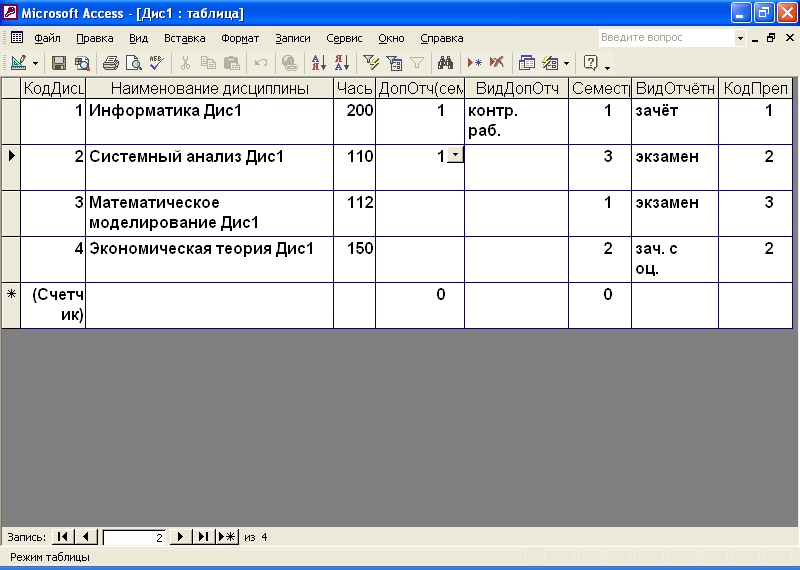 Microsoft Access - [Дис1 : таблица]
Файл Правка Вид Вставка Формат Записи Сервис Окно Справка Введите вопрос
КодДисц Наименование дисциплины Часы ДопОтч(сем ВидДопОтч Семестр ВидОтчётн КодПреп
1 Информатика Дис1 200 1 контр. 1 зачёт 1
раб.
2 Системный анализ Дис1 110 1 3 экзамен 2
3 Математическое 112 1 экзамен 3
моделирование Дис1
4 Экономическая теория Дис1 150 2 зач. с 2
оц.
(Счетч 0 0
ик)
Запись: 2 из 4
Режим таблицы